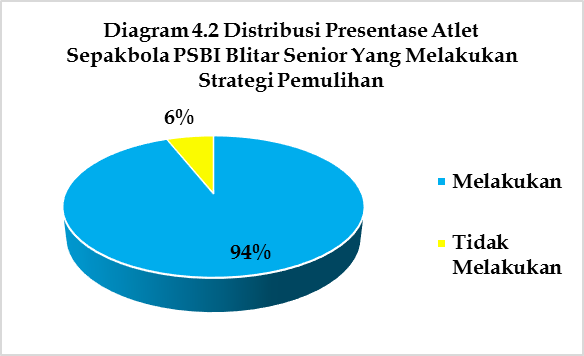 Diagram 4.2 Distribusi Presentase Atlet
Sepakbola PSBI Blitar Senior Yang Melakukan
Strategi Pemulihan
6%
94%
Melakukan
Tidak
Melakukan